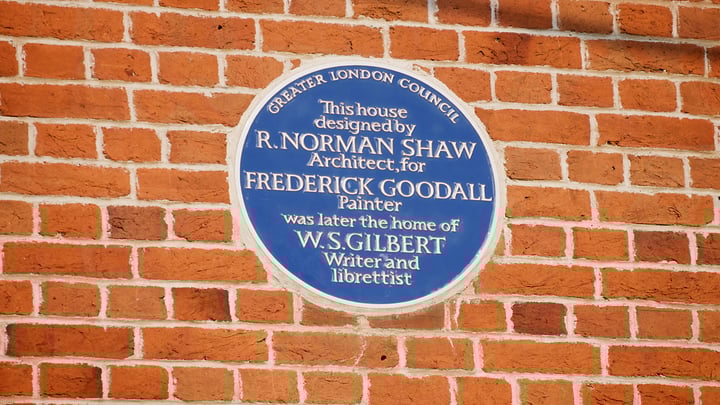 GREATER LONDON COUNCIL
This house
designed by
R. NORMAN SHAW
Architect, for
FREDERICK GOODALL
Painter
was later the home of
W. S. GILBERT
Writer and
librettist